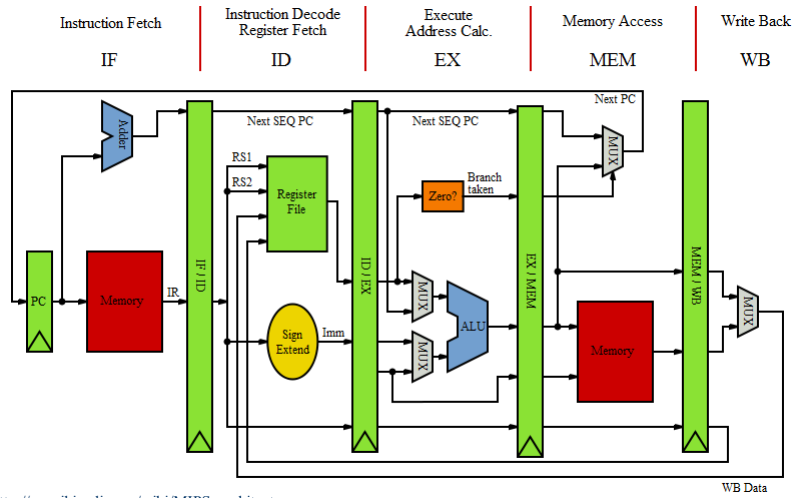 Instruction Fetch
Instruction Decode
Register Fetch
Execute
Address Calc.
Memory Access
Write Back
IF
ID
EX
MEM
WB
Next PC
Adder
Next SEQ PC
Next SEQ PC
MUX
RS1
RS2
Register
File
Branch
taken
Zero?
PC
Memory
IR
IF / ID
ID / EX
EX / MEM
MEM / WB
MUX
MUX
ALU
MUX
Sign
Extend
Imm
Memory
WB Data